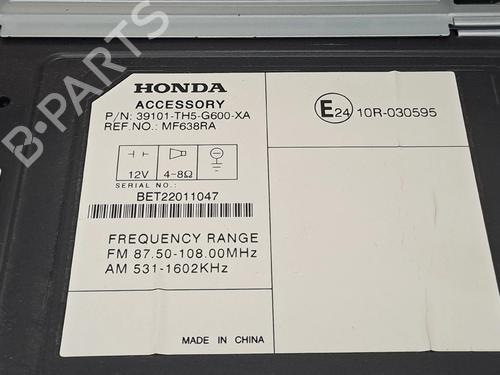 B-PARTS
HONDA
ACCESSORY
P/N: 39101-TH5-G600-XA
REF.NO.: MF638RA
12V 4-8Ω
SERIAL NO.:
BET22011047
FREQUENCY RANGE
FM 87.50-108.00MHz
AM 531-1602KHz
MADE IN CHINA
E24 10R-030595